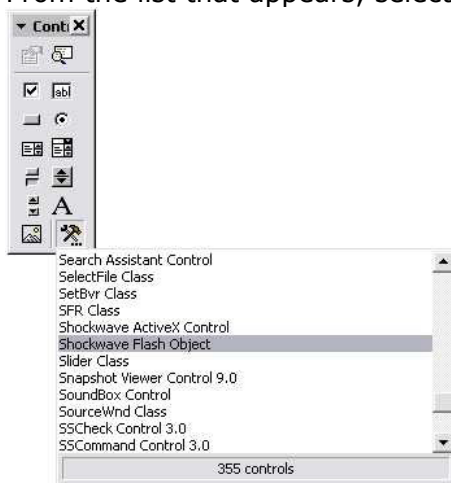 From the list that appears, select
Conti
ab
A
Search Assistant Control
SelectFile Class
SetBvr Class
SFR Class
Shockwave ActiveX Control
Shockwave Flash Object
Slider Class
Snapshot Viewer Control 9.0
SoundBox Control
SourceWnd Class
SSCheck Control 3.0
SSCommand Control 3.0
355 controls